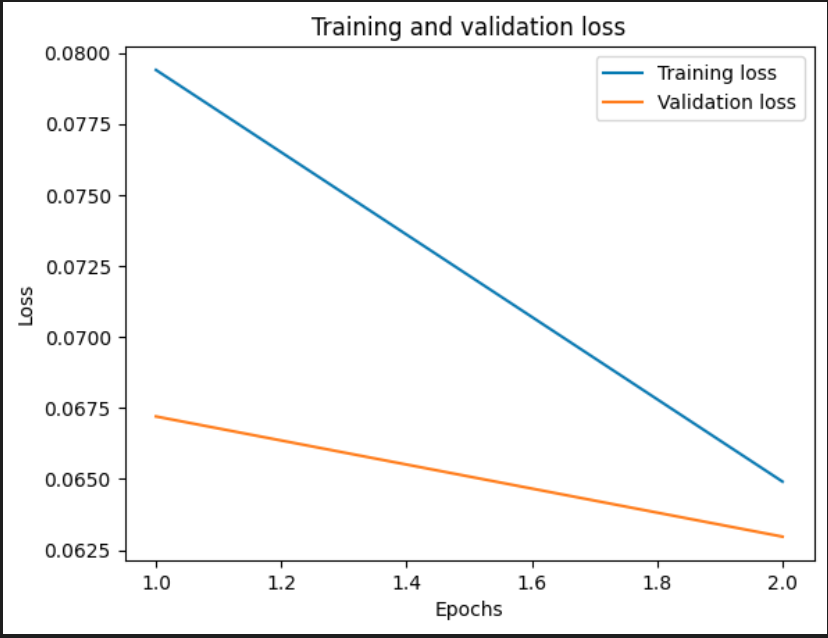 Training and validation loss
Training loss
Validation loss
0.0800
0.0775
0.0750
0.0725
0.0700
0.0675
0.0650
0.0625
Loss
1.0 1.2 1.4 1.6 1.8 2.0
Epochs